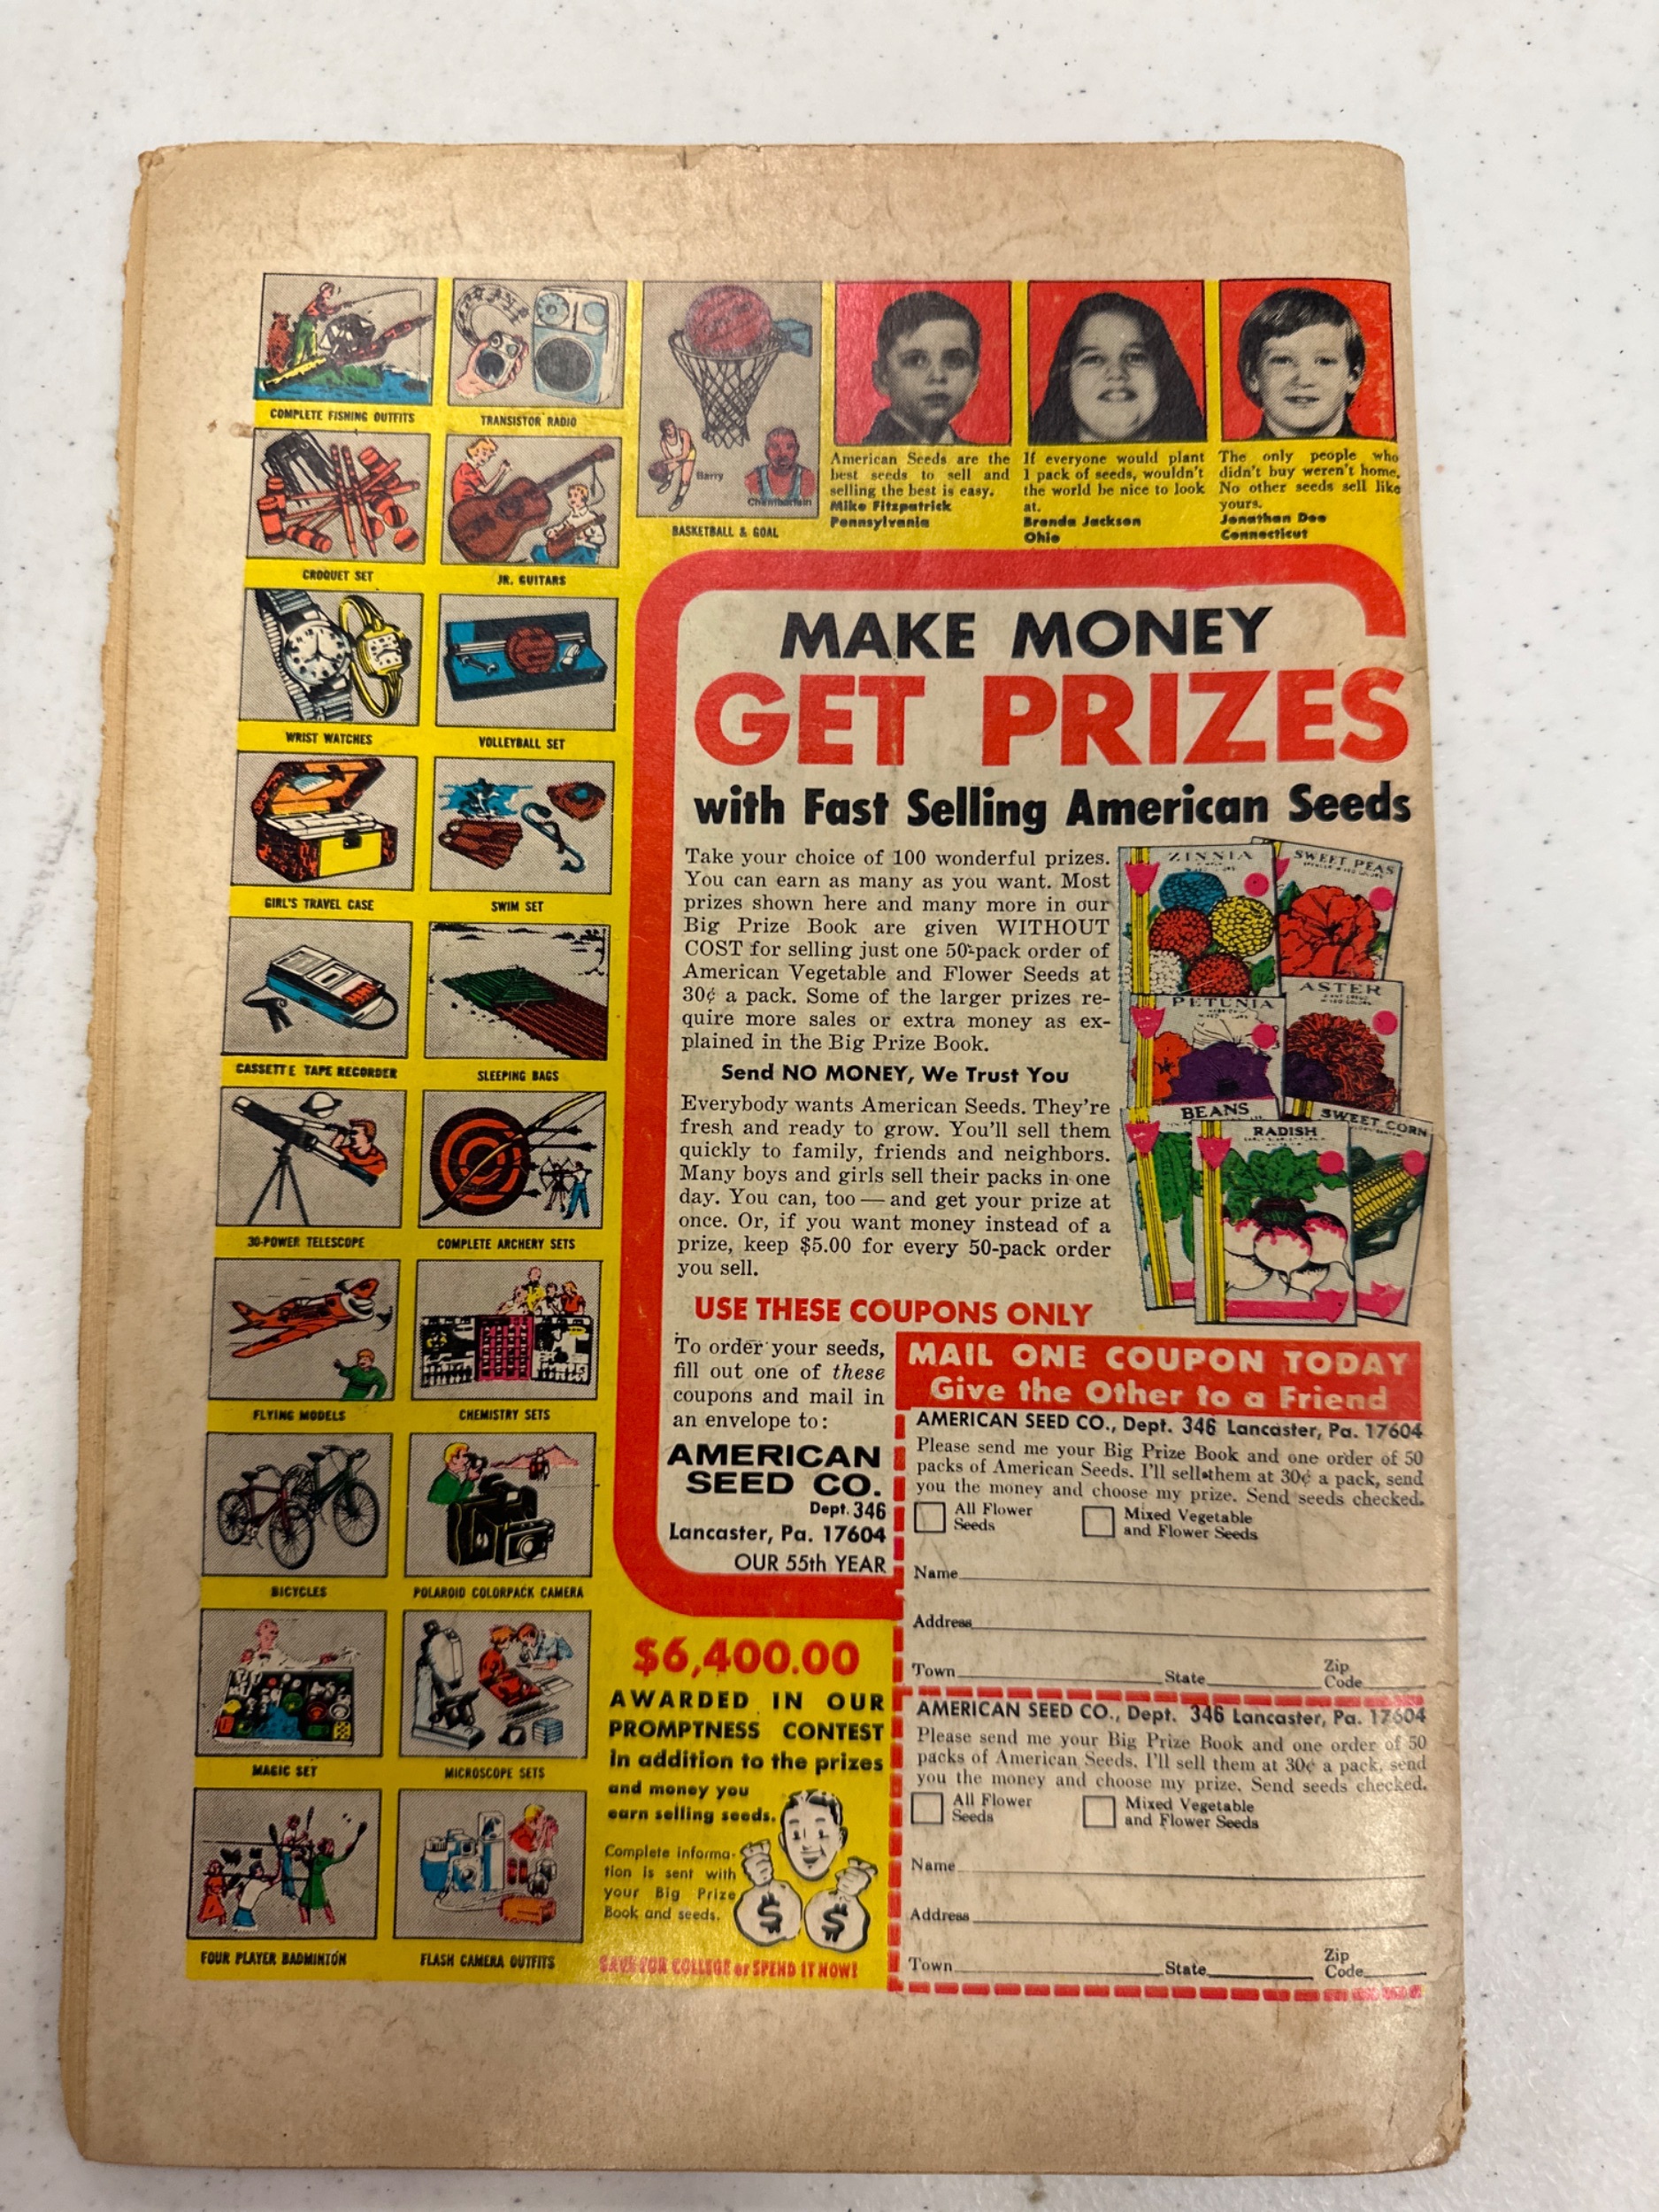 COMPLETE FISHING OUTFITS
TRANSISTOR RADIO
CROQUET SET
JR. GUITARS
Barry
Chamberlain
BASKETBALL & GOAL
WRIST WATCHES
VOLLEYBALL SET
GIRL'S TRAVEL CASE
SWIM SET
CASSETTE TAPE RECORDER
SLEEPING BAGS
30-POWER TELESCOPE
COMPLETE ARCHERY SETS
FLYING MODELS
CHEMISTRY SETS
BICYCLES
POLAROID COLORPACK CAMERA
MAGIC SET
MICROSCOPE SETS
FOUR PLAYER BADMINTON
FLASH CAMERA OUTFITS
American Seeds are the
best seeds to sell and
selling the best is easy.
Mike Fitzpatrick
Pennsylvania
If everyone would plant
1 pack of seeds, wouldn't
the world be nice to look
at.
Brenda Jackson
Ohio
The only people who
didn't buy weren't home.
No other seeds sell like
yours.
Jonathan Dee
Connecticut
MAKE MONEY
GET PRIZES
with Fast Selling American Seeds
Take your choice of 100 wonderful prizes.
You can earn as many as you want. Most
prizes shown here and many more in our
Big Prize Book are given WITHOUT
COST for selling just one 50-pack order of
American Vegetable and Flower Seeds at
30¢ a pack. Some of the larger prizes re-
quire more sales or extra money as ex-
plained in the Big Prize Book.
Send NO MONEY, We Trust You
Everybody wants American Seeds. They're
fresh and ready to grow. You'll sell them
quickly to family, friends and neighbors.
Many boys and girls sell their packs in one
day. You can, too — and get your prize at
once. Or, if you want money instead of a
prize, keep $5.00 for every 50-pack order
you sell.
ZINNIA
SWEET PEAS
PETUNIA
ASTER
BEANS
SWEET CORN
RADISH
USE THESE COUPONS ONLY
To order your seeds,
fill out one of these
coupons and mail in
an envelope to:
AMERICAN
SEED CO.
Dept. 346
Lancaster, Pa. 17604
OUR 55th YEAR
MAIL ONE COUPON TODAY
Give the Other to a Friend
AMERICAN SEED CO., Dept. 346 Lancaster, Pa. 17604
Please send me your Big Prize Book and one order of 50
packs of American Seeds. I'll sell them at 30¢ a pack, send
you the money and choose my prize. Send seeds checked.
All Flower
Seeds
Mixed Vegetable
and Flower Seeds
Name
Address
Town State Zip
Code
AMERICAN SEED CO., Dept. 346 Lancaster, Pa. 17604
Please send me your Big Prize Book and one order of 50
packs of American Seeds. I'll sell them at 30¢ a pack, send
you the money and choose my prize. Send seeds checked.
All Flower
Seeds
Mixed Vegetable
and Flower Seeds
Name
Address
Town State Zip
Code
$6,400.00
AWARDED IN OUR
PROMPTNESS CONTEST
in addition to the prizes
and money you
earn selling seeds.
Complete informa-
tion is sent with
your Big Prize
Book and seeds.
$ $
SAVE FOR COLLEGE or SPEND IT NOW!